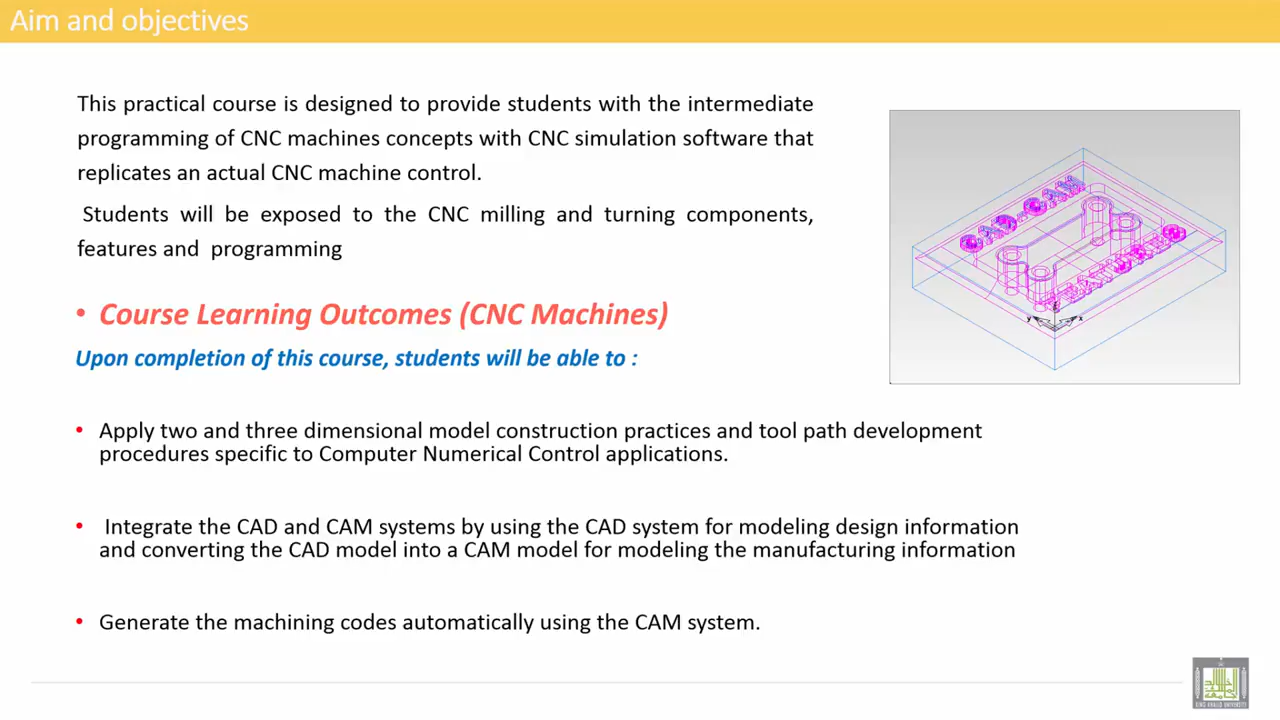 Aim and objectives
This practical course is designed to provide students with the intermediate
programming of CNC machines concepts with CNC simulation software that
replicates an actual CNC machine control.
Students will be exposed to the CNC milling and turning components,
features and programming
• Course Learning Outcomes (CNC Machines)
Upon completion of this course, students will be able to :
• Apply two and three dimensional model construction practices and tool path development
procedures specific to Computer Numerical Control applications.
• Integrate the CAD and CAM systems by using the CAD system for modeling design information
and converting the CAD model into a CAM model for modeling the manufacturing information
• Generate the machining codes automatically using the CAM system.
CAD-CAM
Y
X
KING KHALID UNIVERSITY